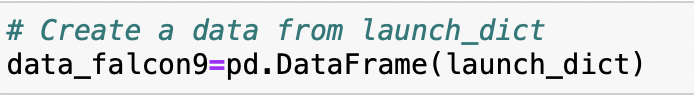 # Create a data from launch_dict
data_falcon9=pd.DataFrame(launch_dict)